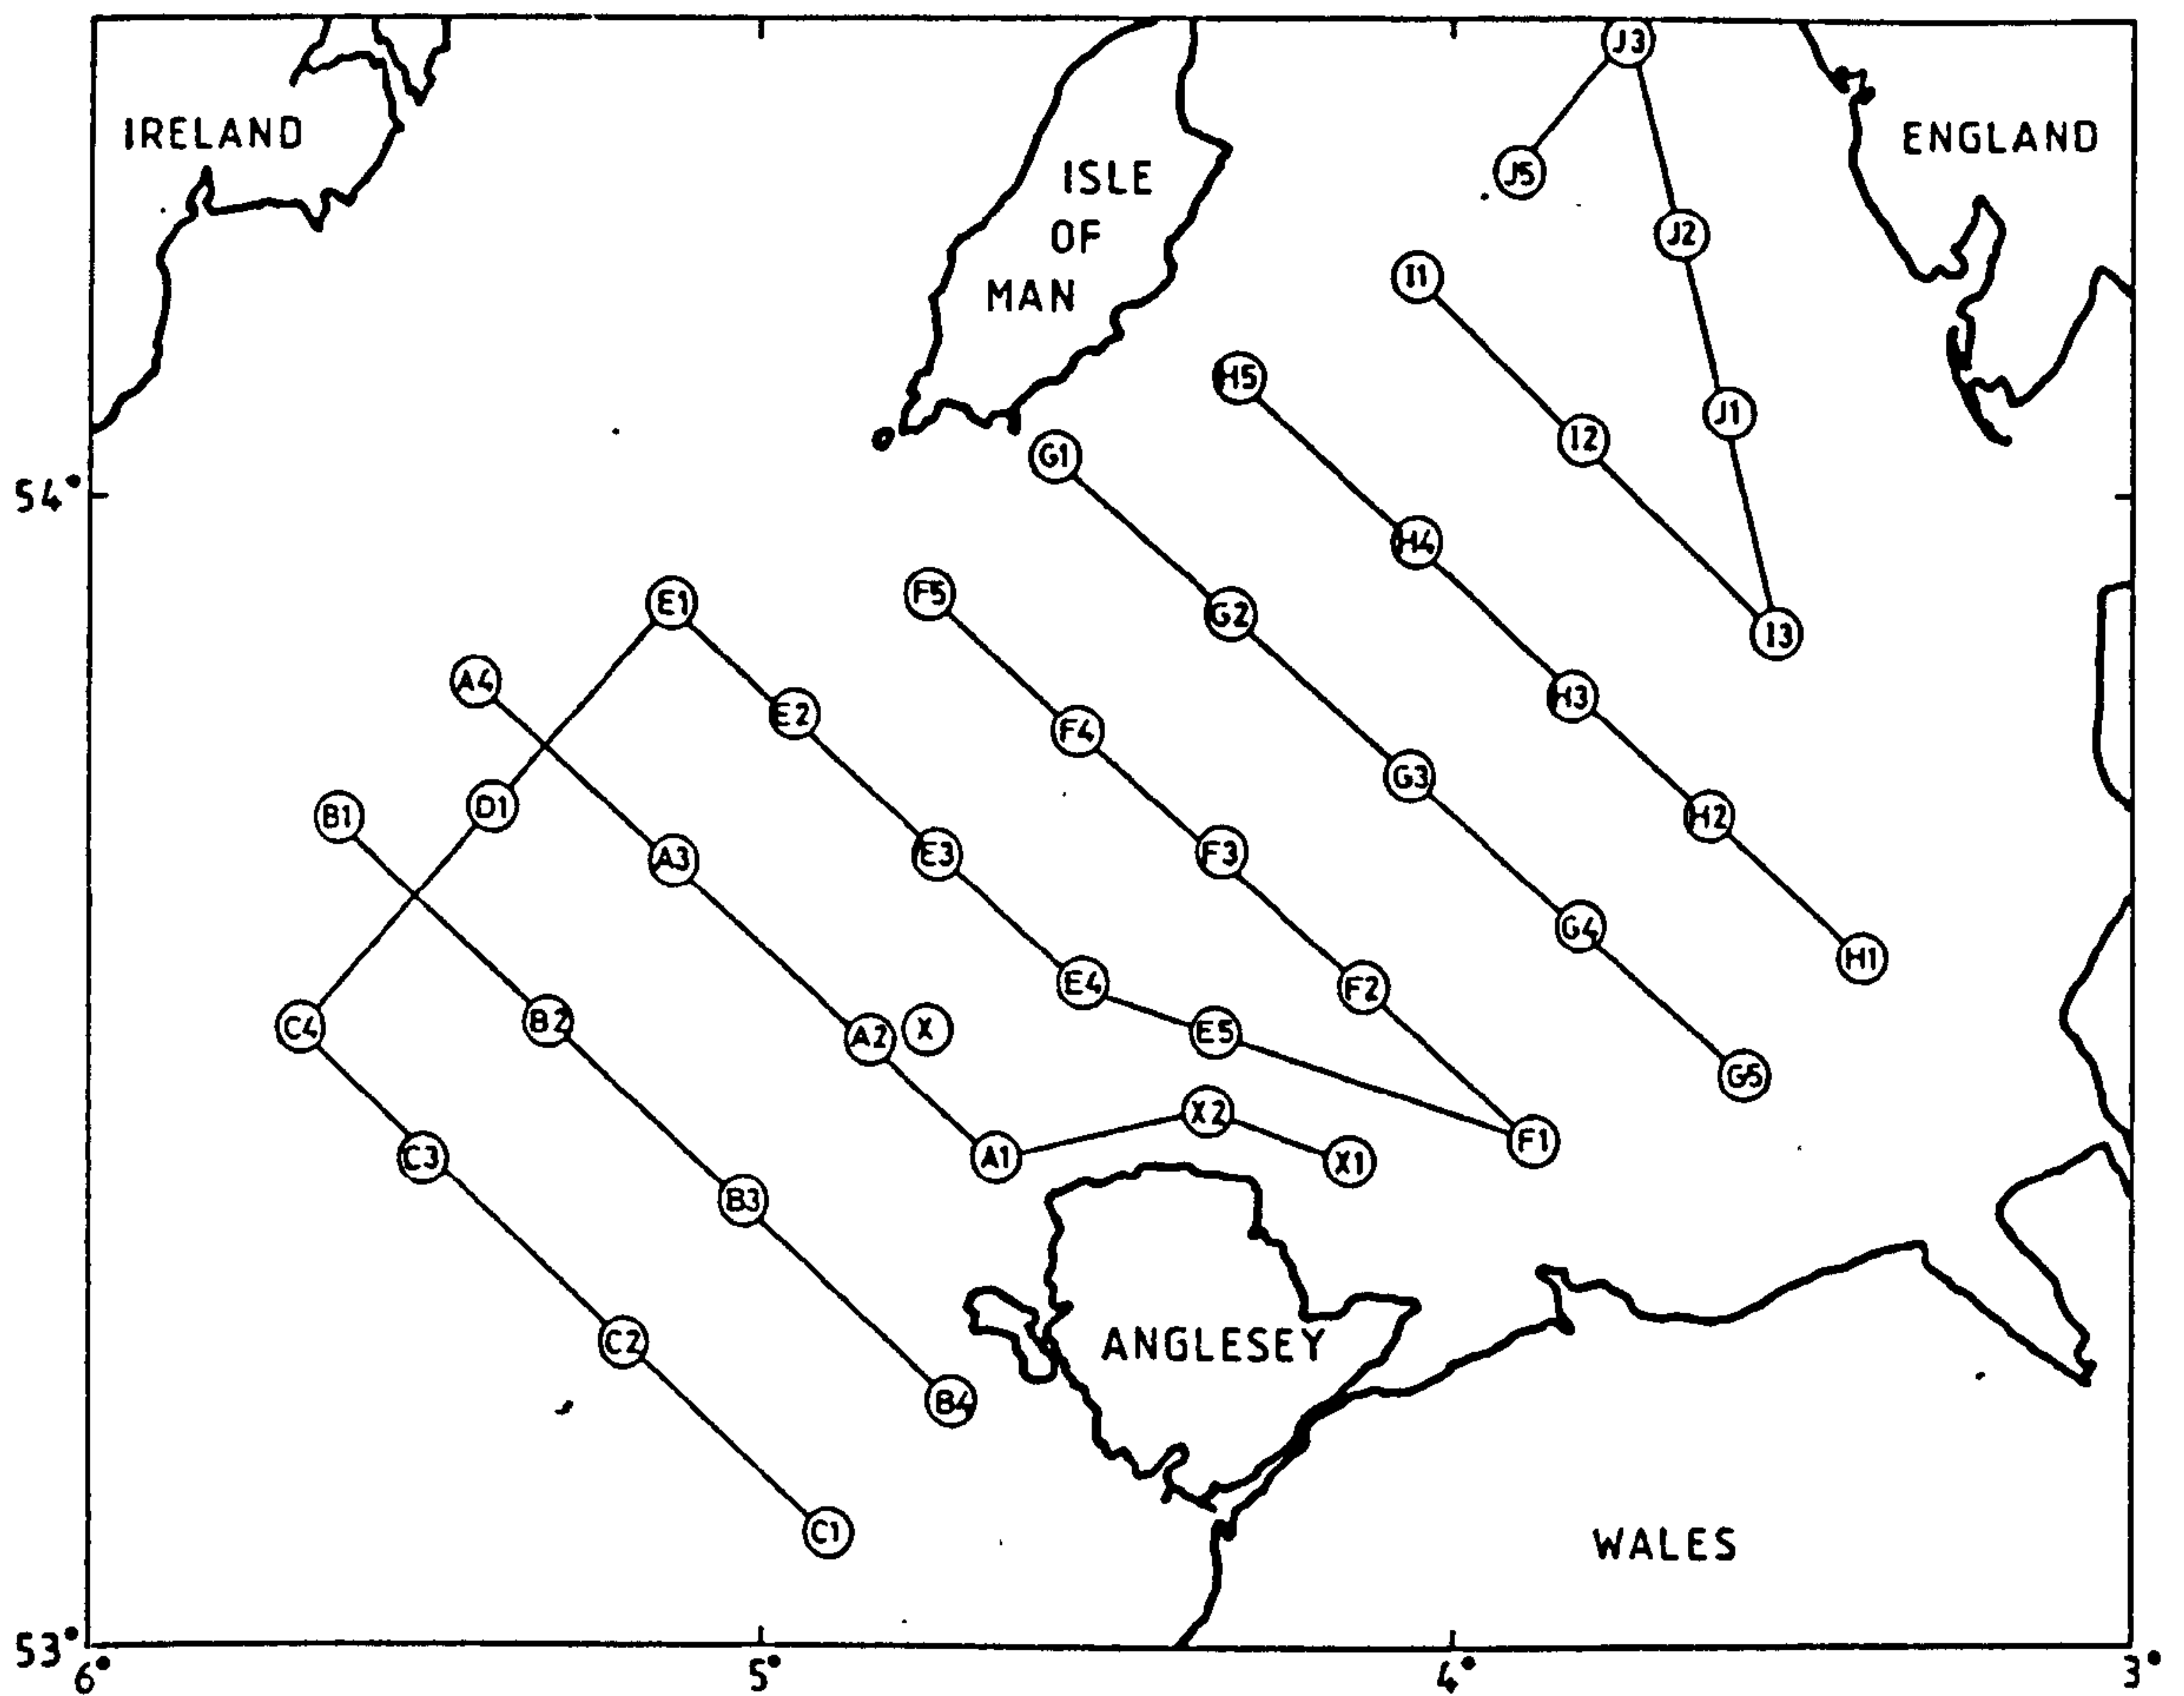 J3
IRELAND
ENGLAND
ISLE
OF
MAN
J5
J2
I1
H5
J1
I2
G1
54°
H4
F5
E1
G2
I3
A4
H3
E2
F4
G3
D1
B1
H2
A3
E3
F3
G4
H1
E4
F2
B2
C4
X
A2
E5
G5
X2
F1
A1
X1
C3
B3
C2
ANGLESEY
B4
C1
WALES
53°
6°
5°
4°
3°